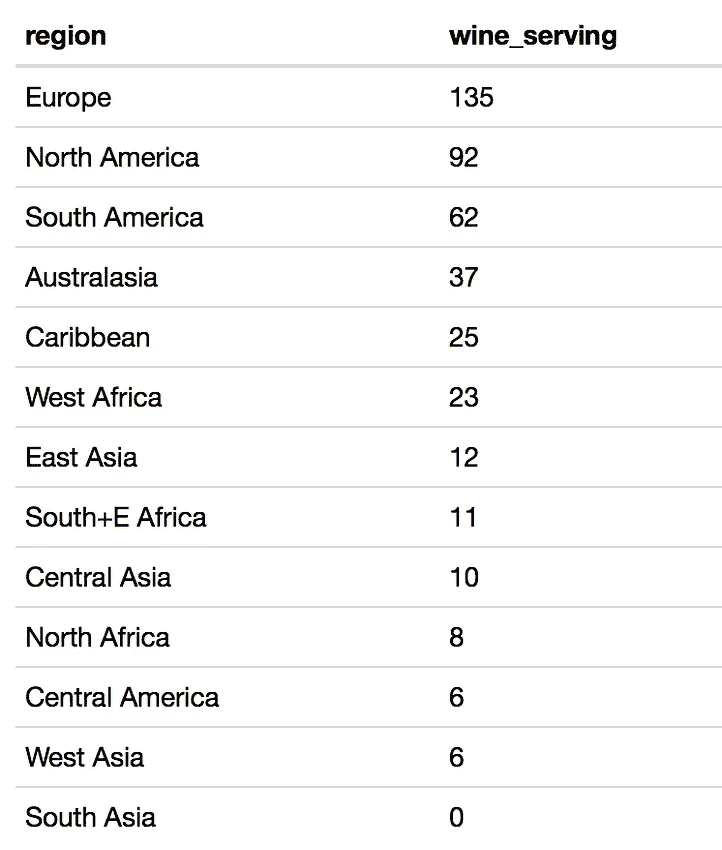 region wine_serving
Europe 135
North America 92
South America 62
Australasia 37
Caribbean 25
West Africa 23
East Asia 12
South+E Africa 11
Central Asia 10
North Africa 8
Central America 6
West Asia 6
South Asia 0